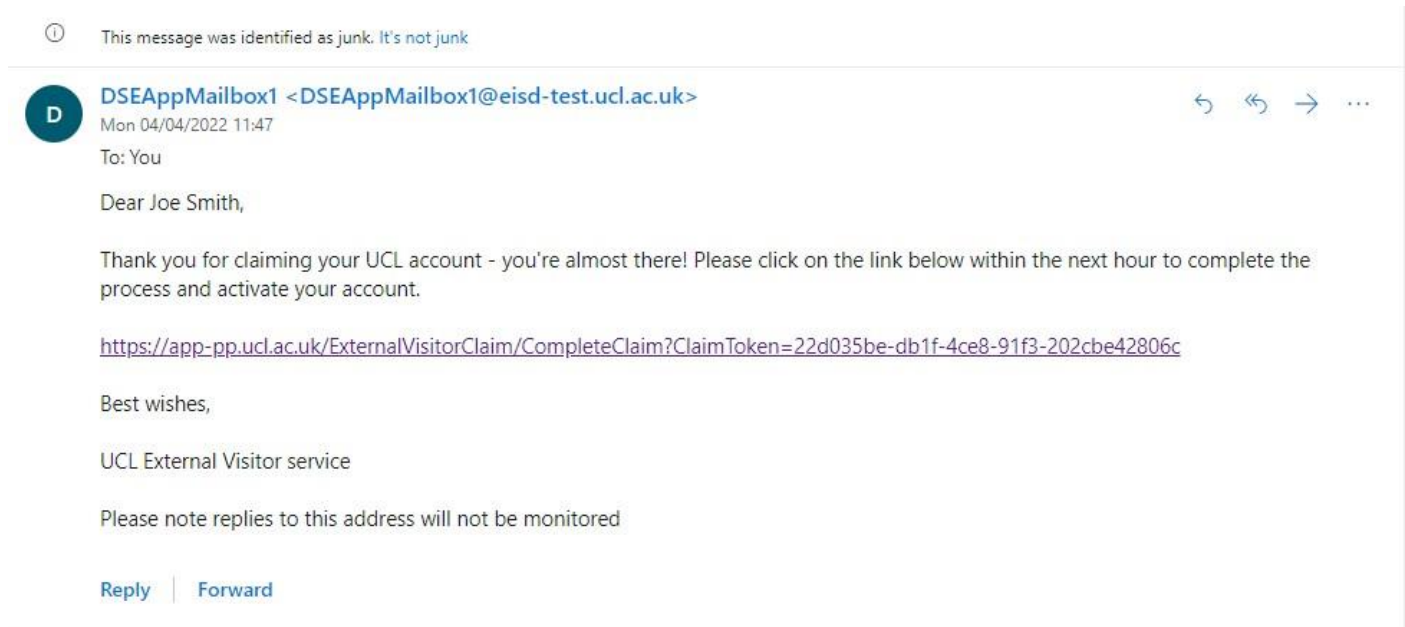 This message was identified as junk. It's not junk
D
DSEAppMailbox1 <DSEAppMailbox1@eisd-test.ucl.ac.uk>
Mon 04/04/2022 11:47
To: You
Dear Joe Smith,
Thank you for claiming your UCL account - you're almost there! Please click on the link below within the next hour to complete the
process and activate your account.
https://app-pp.ucl.ac.uk/ExternalVisitorClaim/CompleteClaim?ClaimToken=22d035be-db1f-4ce8-91f3-202cbe42806c
Best wishes,
UCL External Visitor service
Please note replies to this address will not be monitored
Reply | Forward